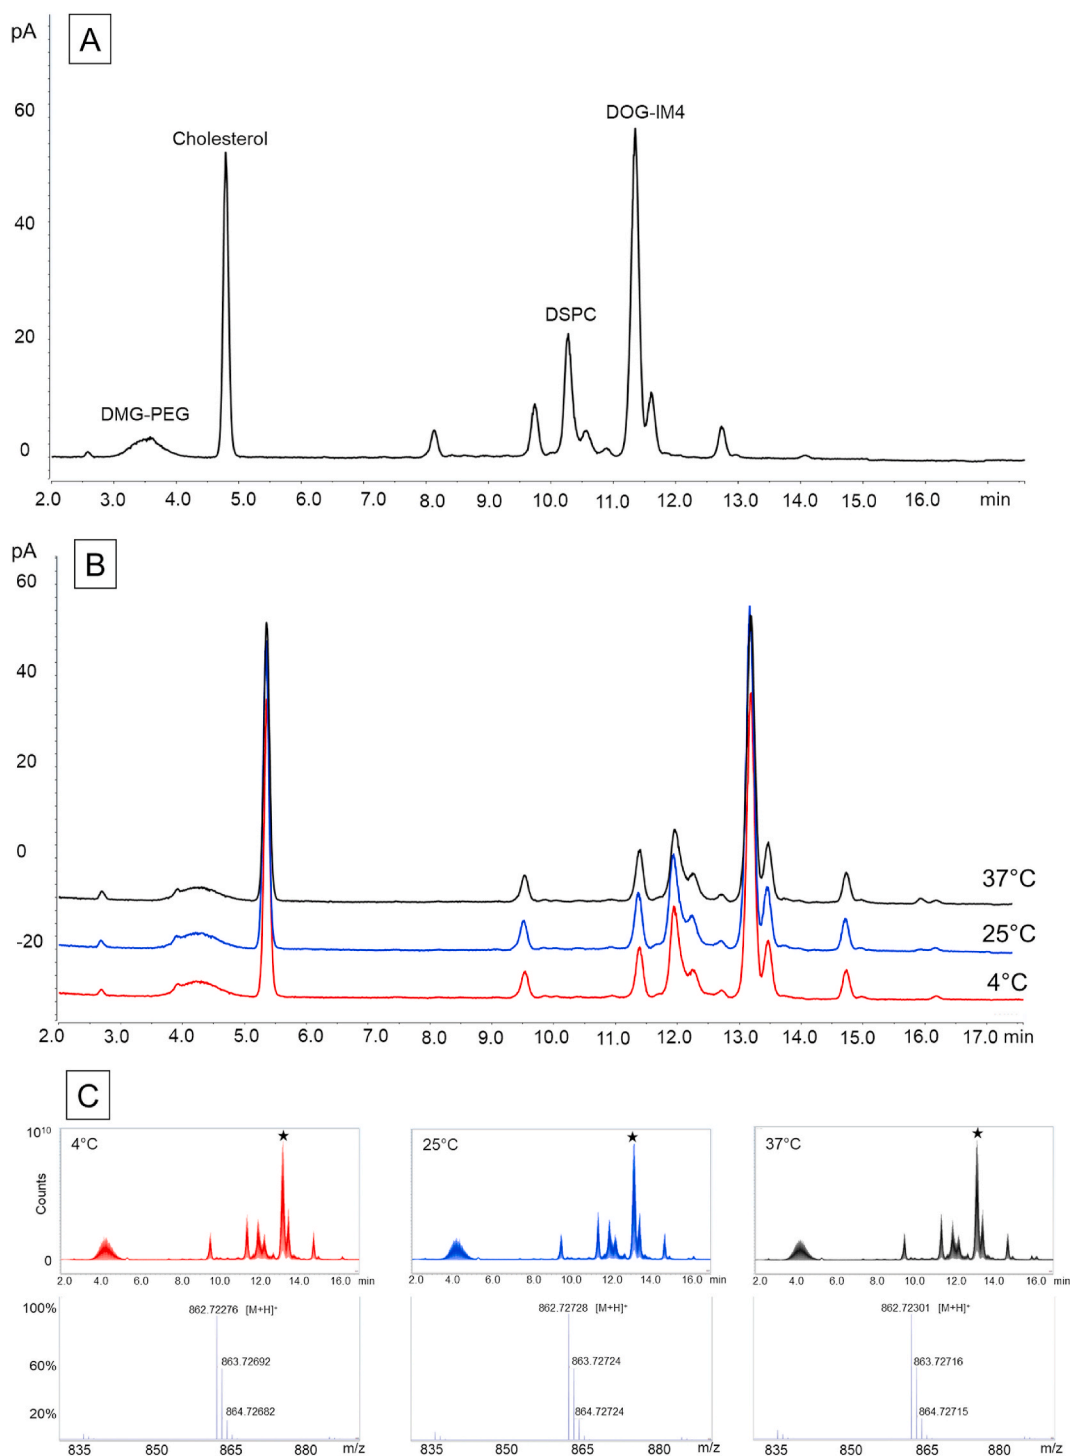 pA
A
60
DOG-IM4
Cholesterol
40
DSPC
20
DMG-PEG
0
2.0 3.0 4.0 5.0 6.0 7.0 8.0 9.0 10.0 11.0 12.0 13.0 14.0 15.0 16.0 min
pA
B
60
40
20
0
37°C
-20
25°C
4°C
2.0 3.0 4.0 5.0 6.0 7.0 8.0 9.0 10.0 11.0 12.0 13.0 14.0 15.0 16.0 17.0 min
C
10¹⁰
4°C ★
25°C ★
37°C ★
Counts
0
2.0 4.0 6.0 8.0 10.0 12.0 14.0 16.0 min
2.0 4.0 6.0 8.0 10.0 12.0 14.0 16.0 min
2.0 4.0 6.0 8.0 10.0 12.0 14.0 16.0 min
100%
862.72276 [M+H]⁺
862.72728 [M+H]⁺
862.72301 [M+H]⁺
60%
863.72692
863.72724
863.72716
20%
864.72682
864.72724
864.72715
835 850 865 880 m/z
835 850 865 880 m/z
835 850 865 880 m/z